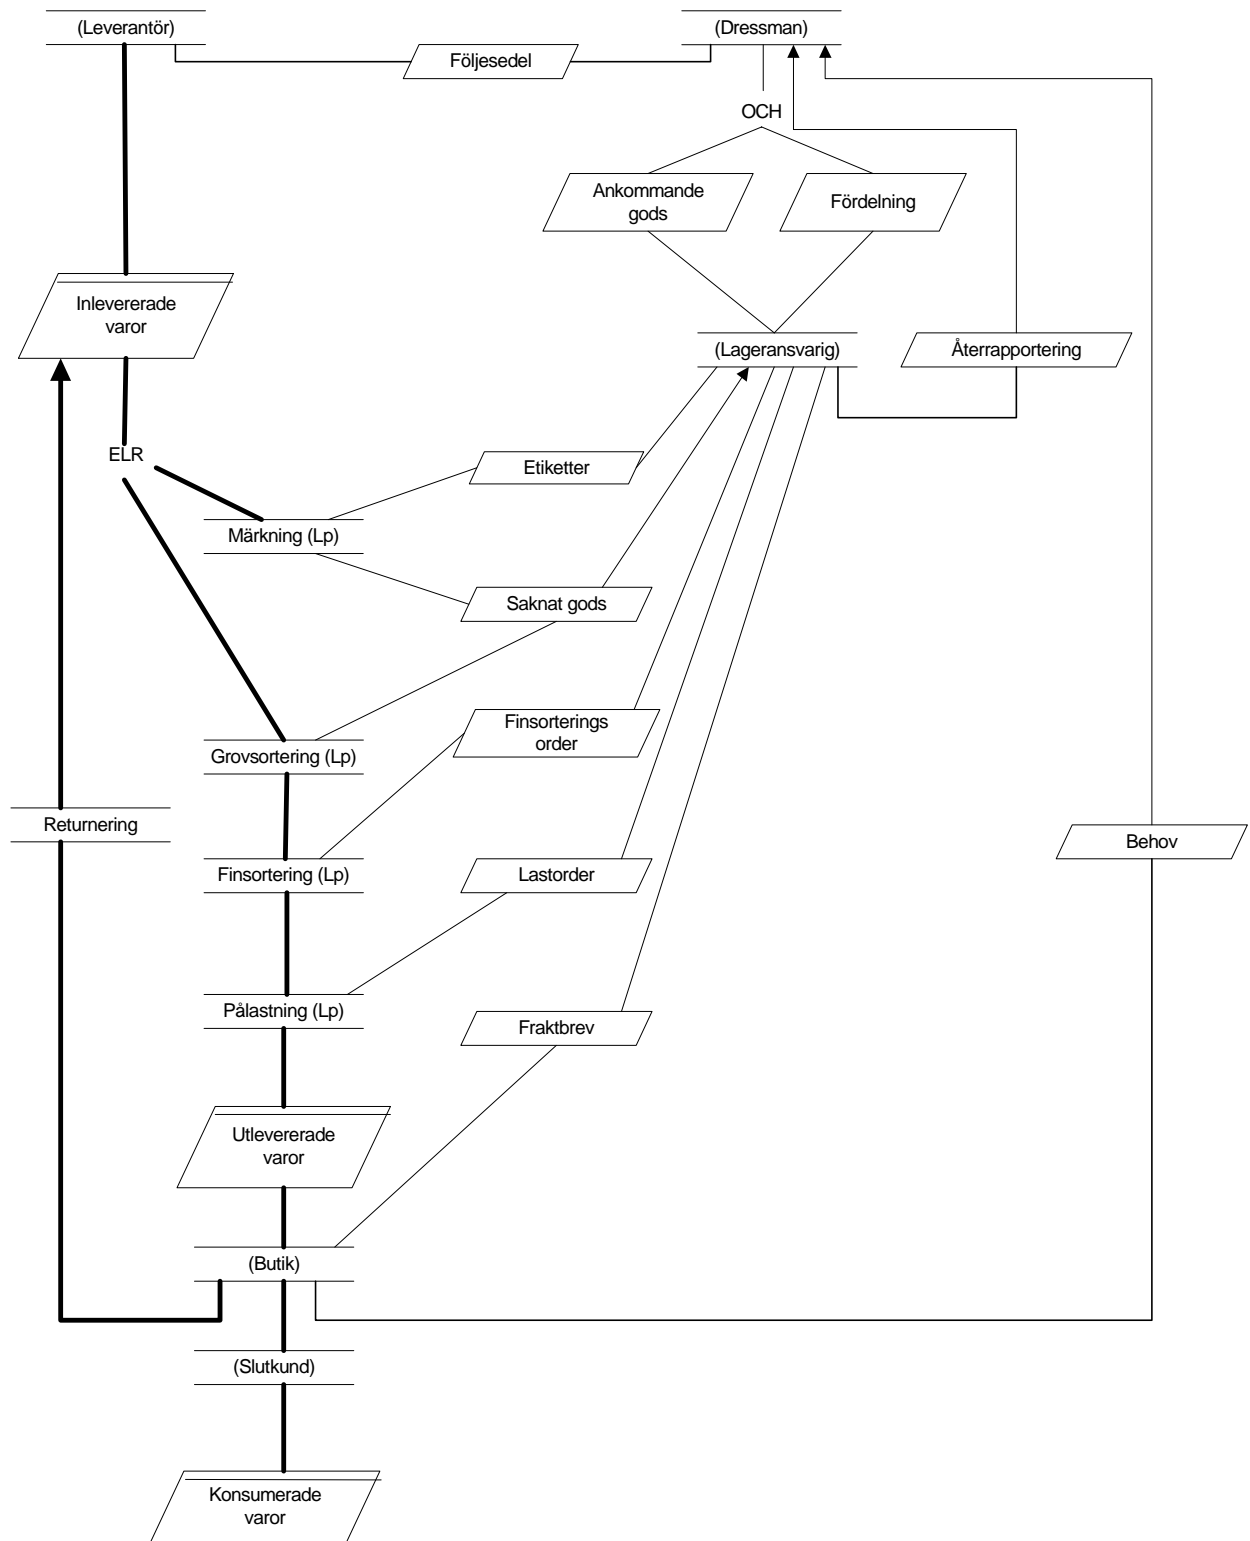 (Leverantör)
(Dressman)
Följesedel
OCH
Ankommande
gods
Fördelning
Inlevererade
varor
(Lageransvarig)
Återrapportering
ELR
Etiketter
Märkning (Lp)
Saknat gods
Finsorterings
order
Grovsortering (Lp)
Returnering
Behov
Finsortering (Lp)
Lastorder
Pålastning (Lp)
Fraktbrev
Utlevererade
varor
(Butik)
(Slutkund)
Konsumerade
varor